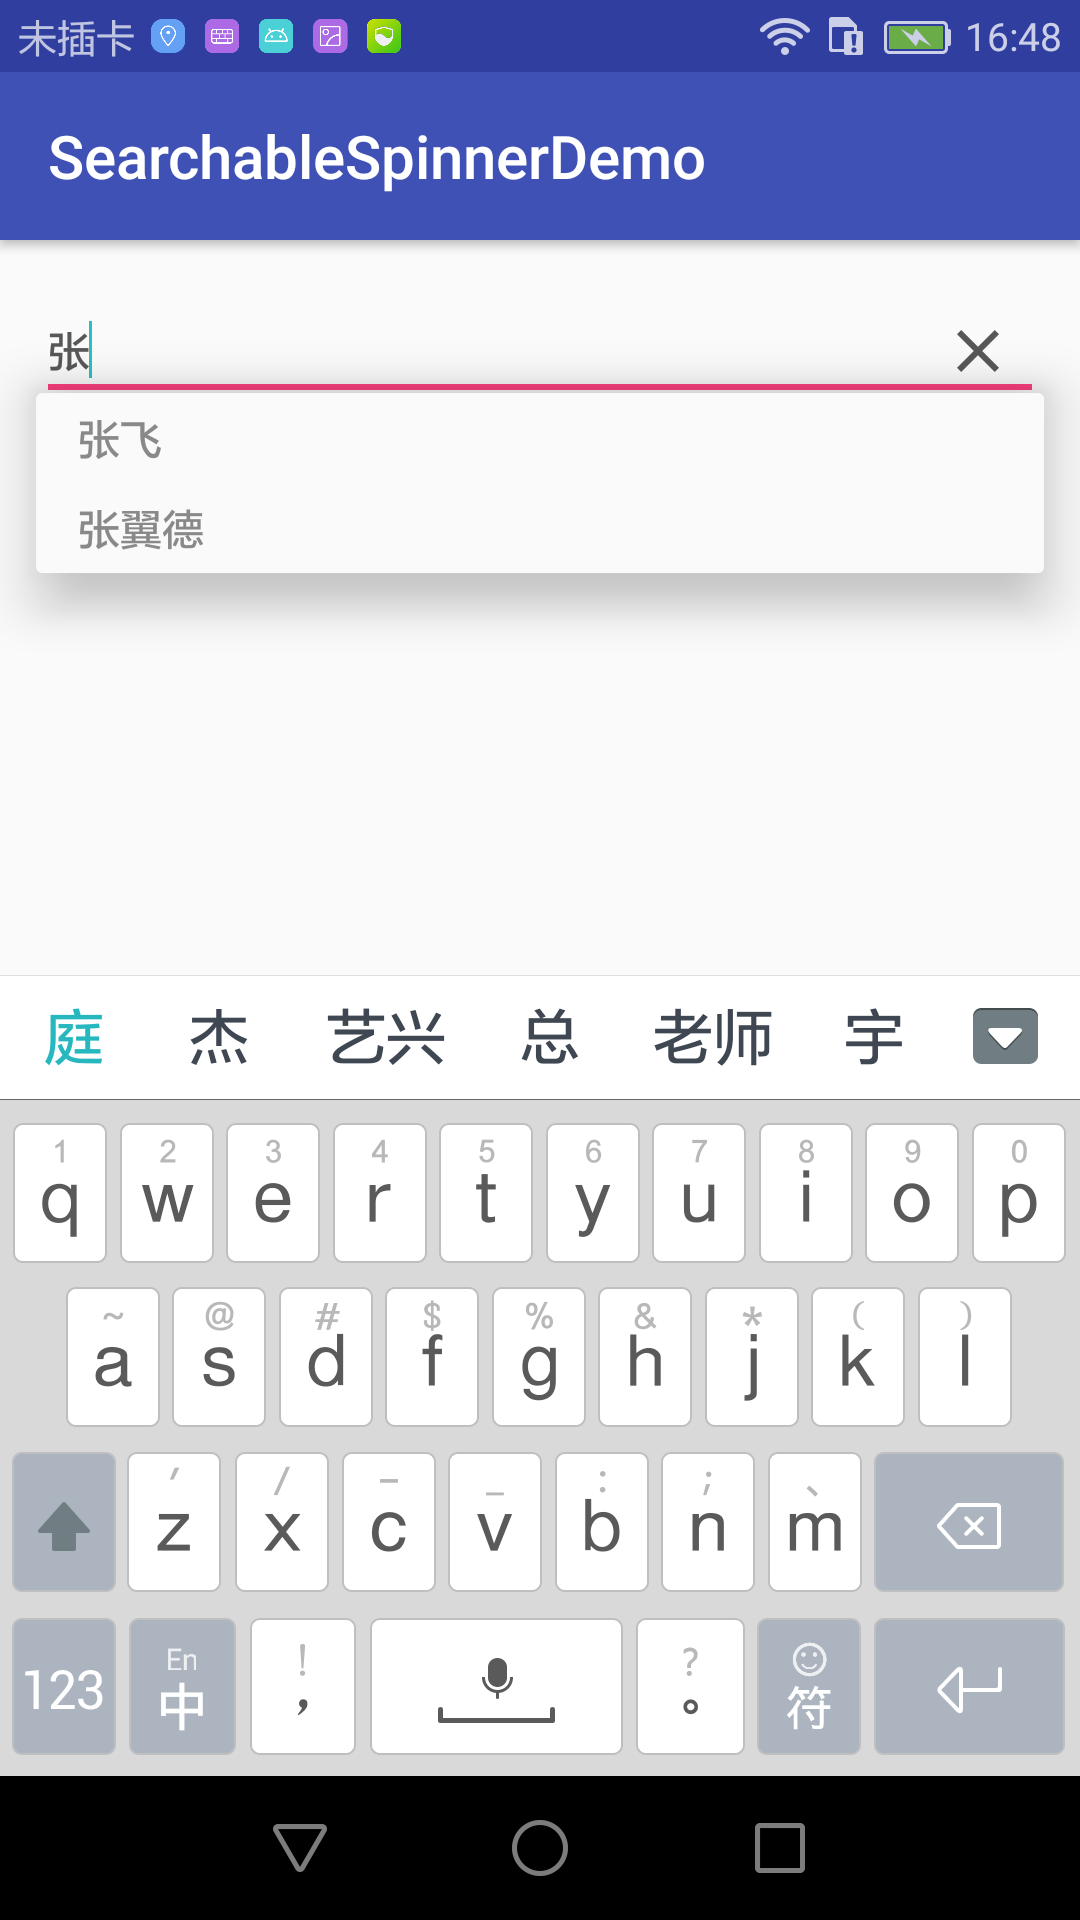 未插卡 16:48
SearchableSpinnerDemo
张
张飞
张翼德
庭 杰 艺兴 总 老师 宇
1 2 3 4 5 6 7 8 9 0
q w e r t y u i o p
~ @ # $ % & * ( )
a s d f g h j k l
′ / – _ : ; 、
z x c v b n m
En ! ?
123 中 , 。 符